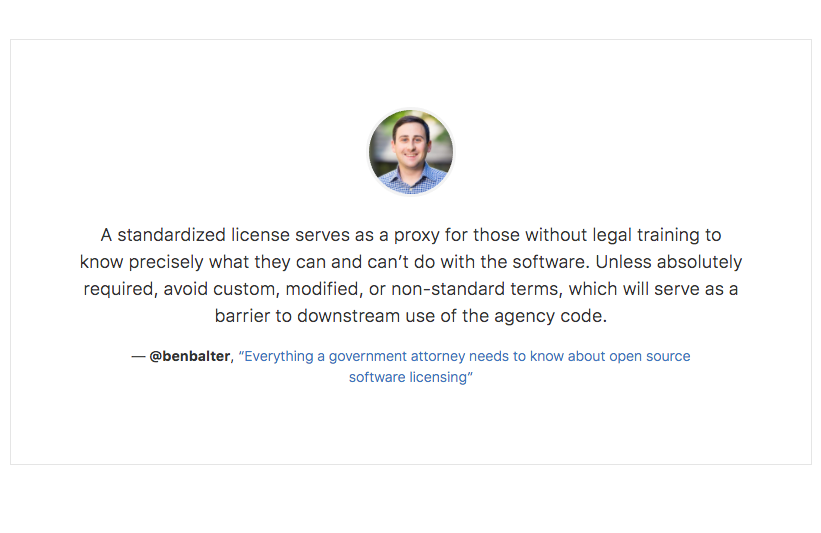 A standardized license serves as a proxy for those without legal training to
know precisely what they can and can’t do with the software. Unless absolutely
required, avoid custom, modified, or non-standard terms, which will serve as a
barrier to downstream use of the agency code.
— @benbalter, “Everything a government attorney needs to know about open source
software licensing”